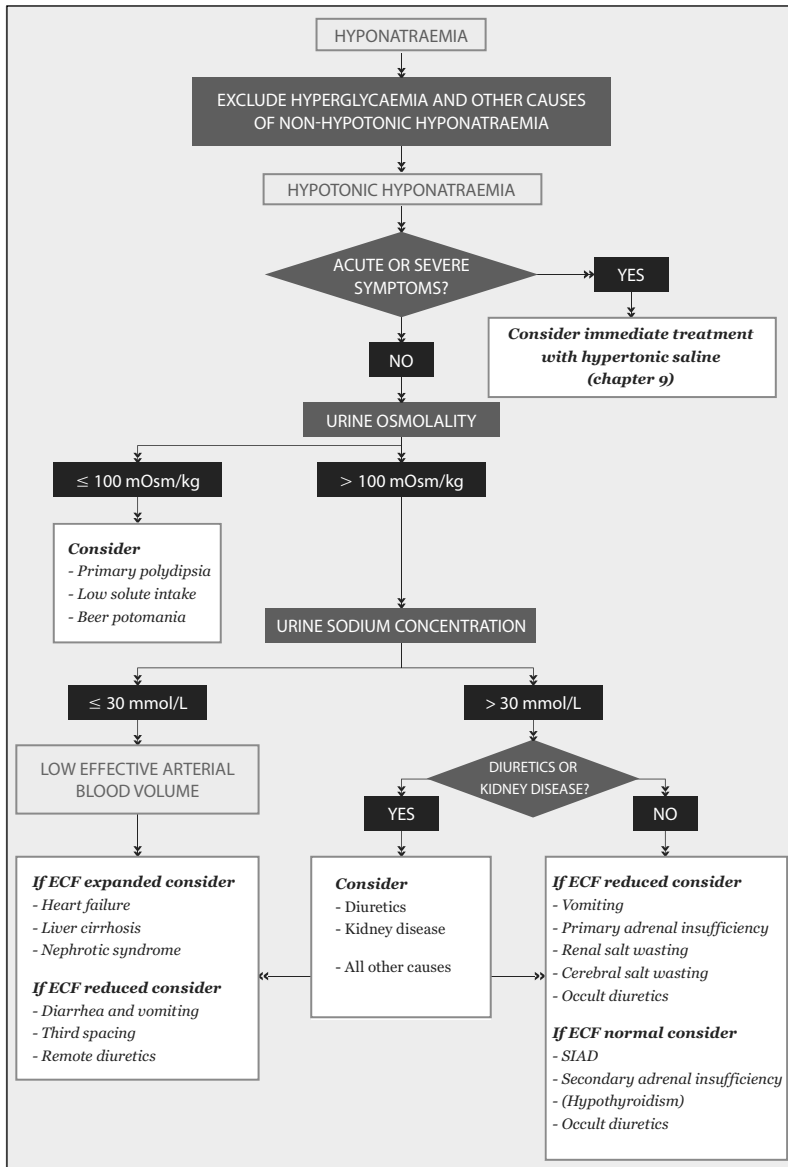 HYPONATRAEMIA
EXCLUDE HYPERGLYCAEMIA AND OTHER CAUSES
OF NON-HYPOTONIC HYPONATRAEMIA
HYPOTONIC HYPONATRAEMIA
ACUTE OR SEVERE
SYMPTOMS?
YES
Consider immediate treatment
with hypertonic saline
(chapter 9)
NO
URINE OSMOLALITY
≤ 100 mOsm/kg
> 100 mOsm/kg
Consider
- Primary polydipsia
- Low solute intake
- Beer potomania
URINE SODIUM CONCENTRATION
≤ 30 mmol/L
> 30 mmol/L
LOW EFFECTIVE ARTERIAL
BLOOD VOLUME
DIURETICS OR
KIDNEY DISEASE?
YES
NO
If ECF expanded consider
- Heart failure
- Liver cirrhosis
- Nephrotic syndrome
If ECF reduced consider
- Diarrhea and vomiting
- Third spacing
- Remote diuretics
Consider
- Diuretics
- Kidney disease
- All other causes
If ECF reduced consider
- Vomiting
- Primary adrenal insufficiency
- Renal salt wasting
- Cerebral salt wasting
- Occult diuretics
If ECF normal consider
- SIAD
- Secondary adrenal insufficiency
- (Hypothyroidism)
- Occult diuretics